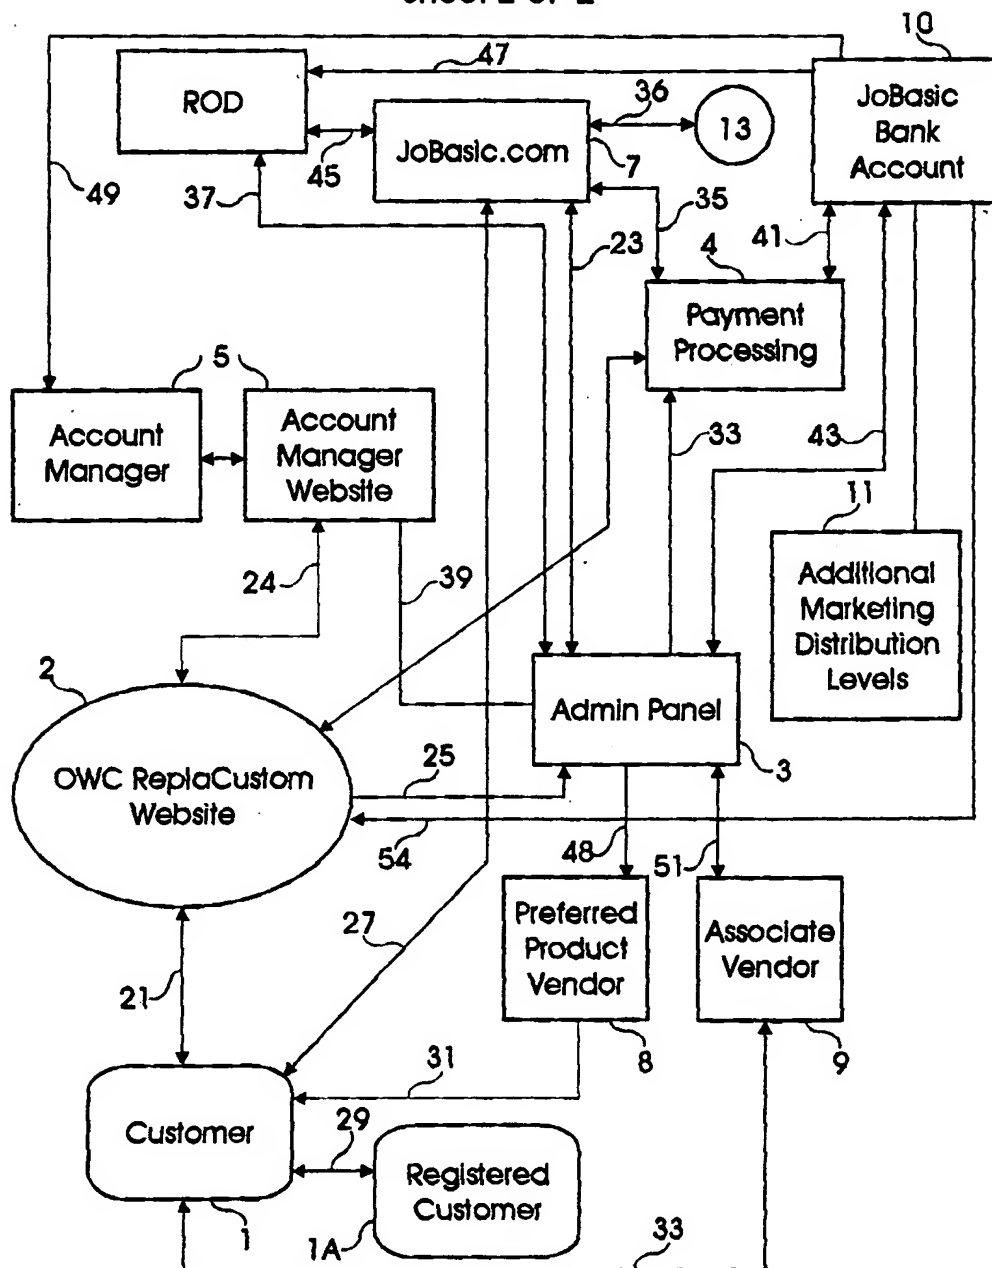 10
47
ROD
36
JoBasic
Bank
Account
13
JoBasic.com
7
45
49
37
35
23
41
4
Payment
Processing
5
Account
Manager
Account
Manager
Website
33
43
11
Additional
Marketing
Distribution
Levels
24
39
2
Admin Panel
3
OWC ReplaCustom
Website
25
54
48
51
Preferred
Product
Vendor
Associate
Vendor
27
21
8
9
31
Customer
29
Registered
Customer
1
1A
33